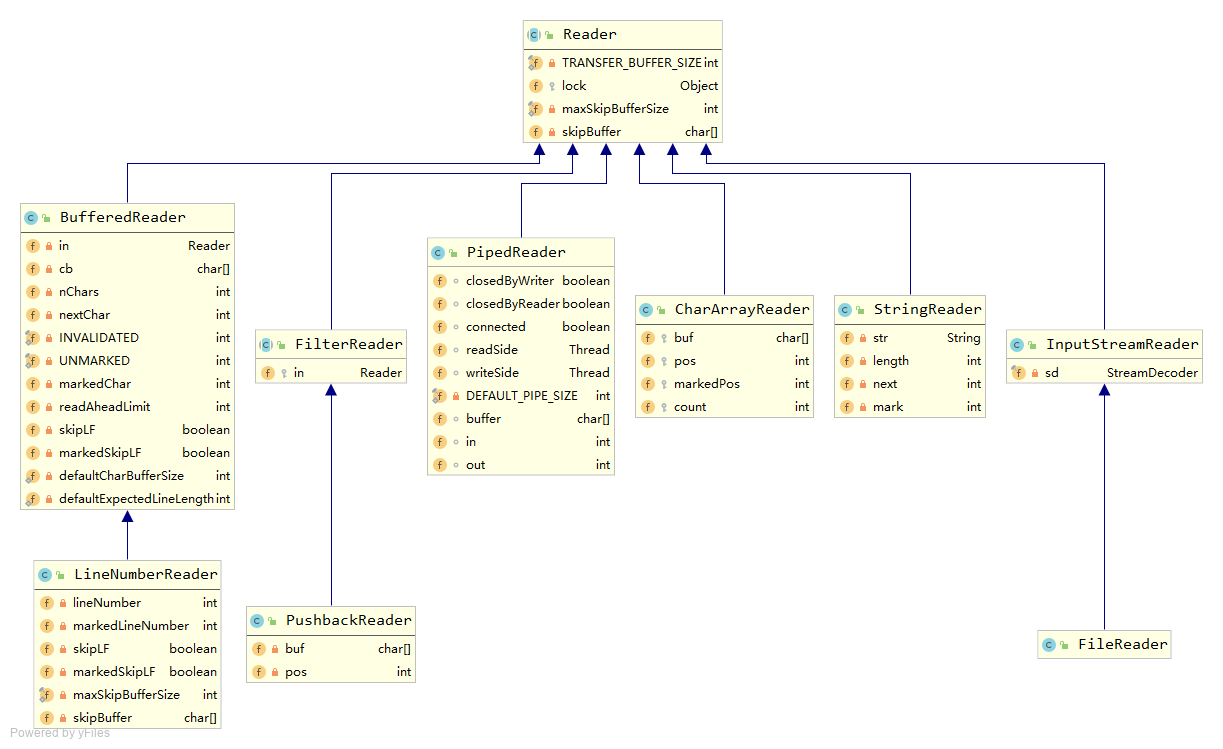 Reader
TRANSFER_BUFFER_SIZE int
lock Object
maxSkipBufferSize int
skipBuffer char[]
BufferedReader
in Reader
cb char[]
nChars int
nextChar int
INVALIDATED int
UNMARKED int
markedChar int
readAheadLimit int
skipLF boolean
markedSkipLF boolean
defaultCharBufferSize int
defaultExpectedLineLength int
FilterReader
in Reader
PipedReader
closedByWriter boolean
closedByReader boolean
connected boolean
readSide Thread
writeSide Thread
DEFAULT_PIPE_SIZE int
buffer char[]
in int
out int
CharArrayReader
buf char[]
pos int
markedPos int
count int
StringReader
str String
length int
next int
mark int
InputStreamReader
sd StreamDecoder
LineNumberReader
lineNumber int
markedLineNumber int
skipLF boolean
markedSkipLF boolean
maxSkipBufferSize int
skipBuffer char[]
PushbackReader
buf char[]
pos int
FileReader
Powered by yFiles